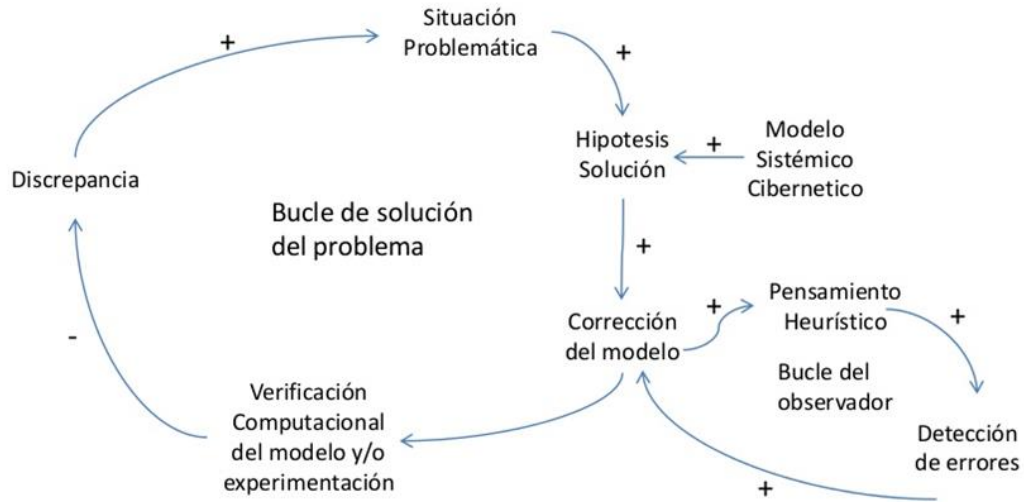 Situación
Problemática
+
+
Hipotesis
Solución
+
Modelo
Sistémico
Cibernetico
Discrepancia
Bucle de solución
del problema
+
Corrección
del modelo
+
Pensamiento
Heurístico
+
Bucle del
observador
-
Verificación
Computacional
del modelo y/o
experimentación
Detección
de errores
+